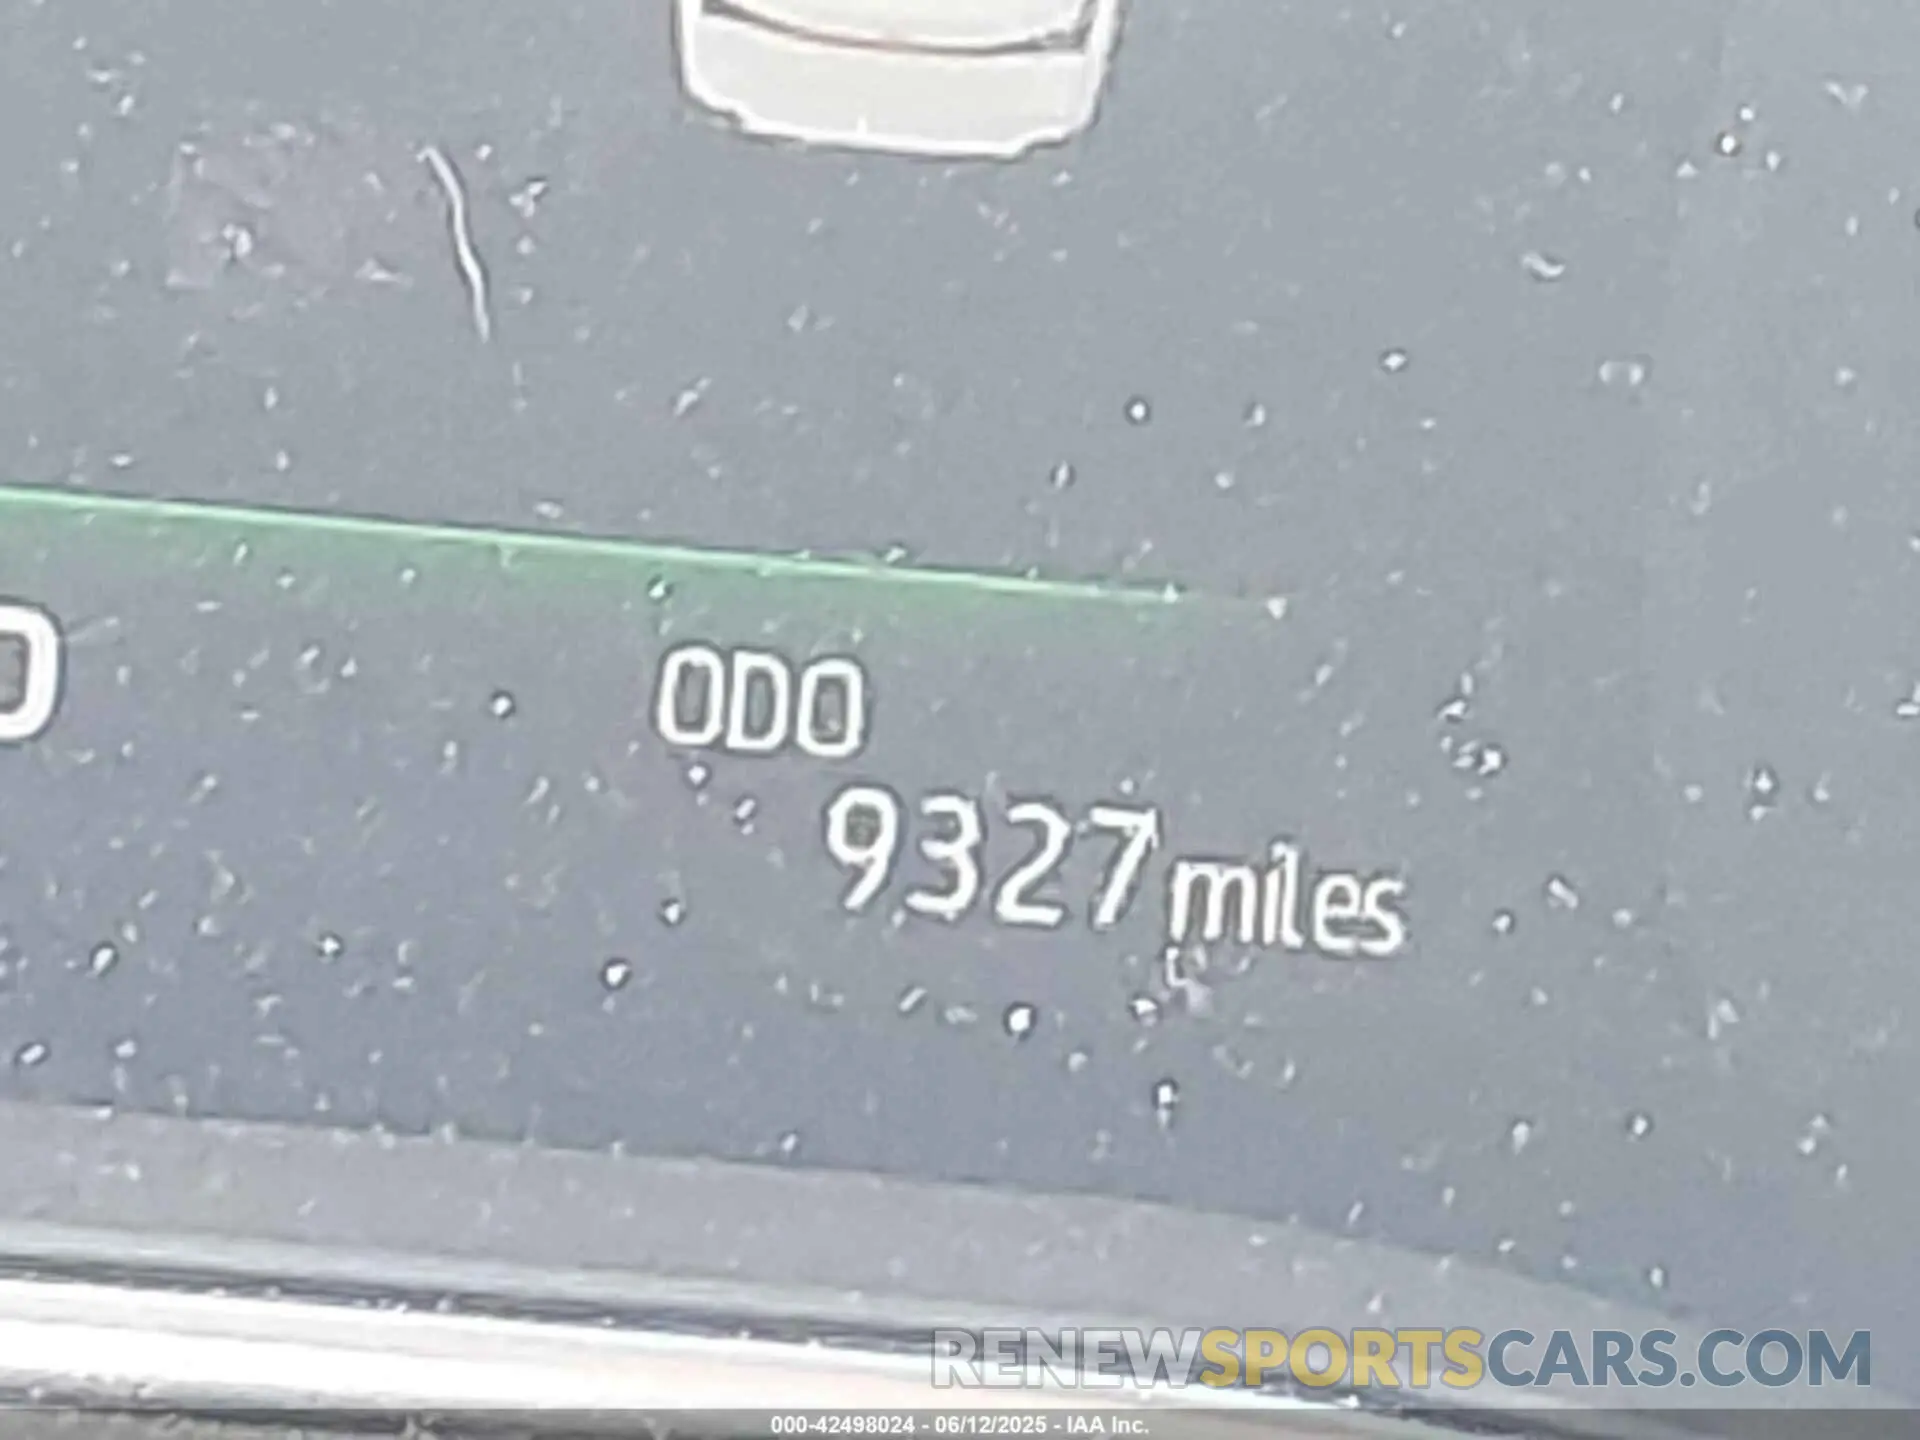 ODO
9327 miles
RENEWSPORTSCARS.COM
000-42498024 - 06/12/2025 - IAA Inc.